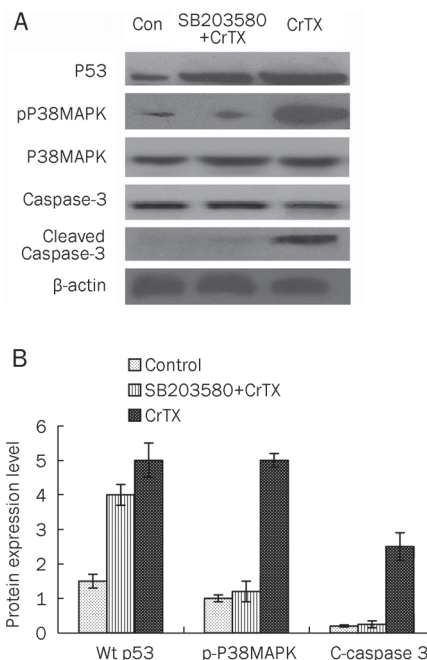 A
Con SB203580 +CrTX CrTX
P53
pP38MAPK
P38MAPK
Caspase-3
Cleaved
Caspase-3
β-actin
B
Control
SB203580+CrTX
CrTX
Protein expression level
6
5
4
3
2
1
0
Wt p53 p-P38MAPK C-caspase 3